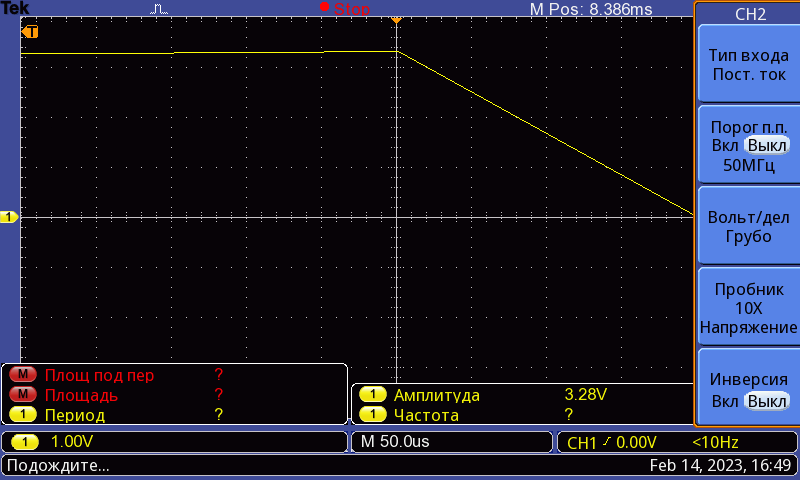 Tek
Stop
M Pos: 8.386ms
CH2
T
Тип входа
Пост. ток
Порог п.п.
Вкл Выкл
50МГц
1
Вольт/дел
Грубо
Пробник
10X
Напряжение
Инверсия
Вкл Выкл
M Площ под пер ?
M Площадь ?
1 Период ?
1 Амплитуда 3.28V
1 Частота ?
1 1.00V
M 50.0us
CH1 0.00V <10Hz
Подождите...
Feb 14, 2023, 16:49